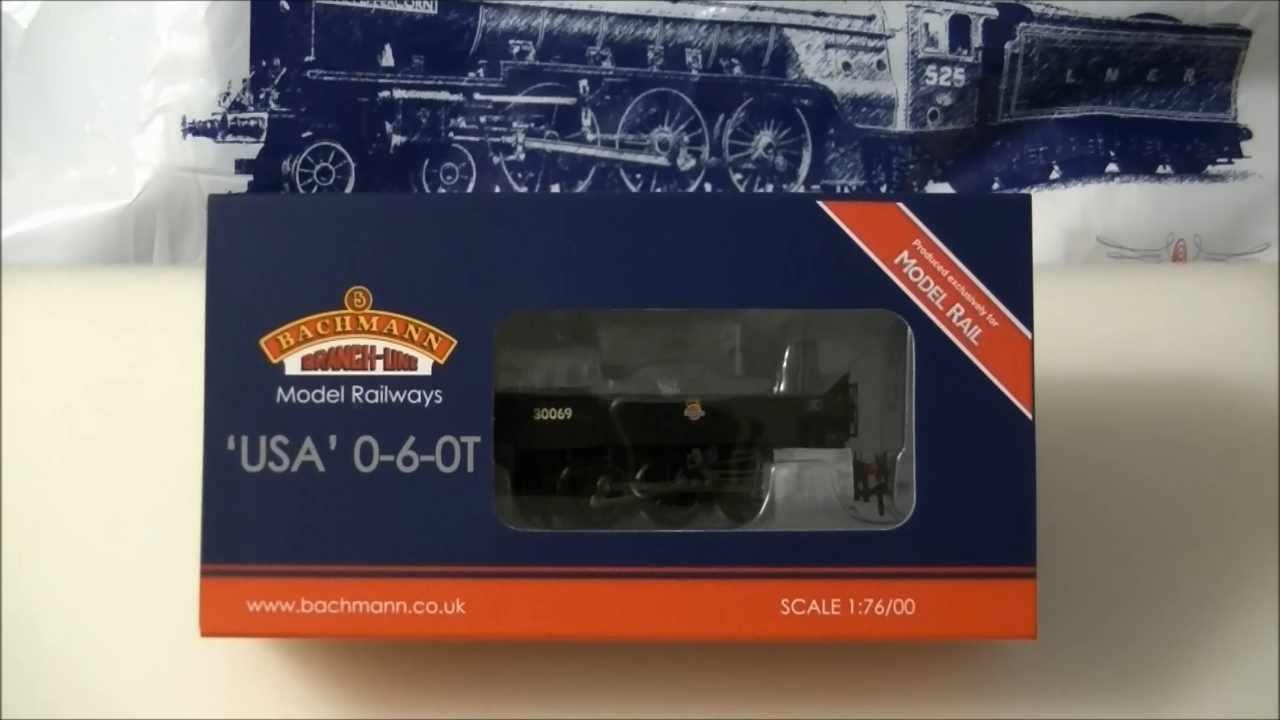 525
L N E R
Produced exclusively for
MODEL RAIL
B
BACHMANN
BRANCH-LINE
Model Railways
'USA' 0-6-0T
30069
www.bachmann.co.uk
SCALE 1:76/00